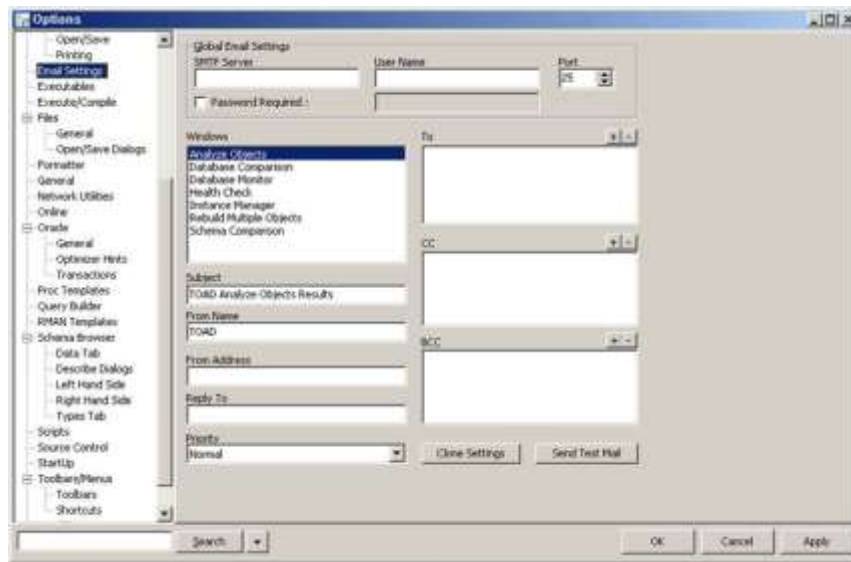 Options
Open/Save
Printing
Email Settings
Executables
Execute/Compile
Files
General
Open/Save Dialogs
Formatter
General
Network Utilities
Online
Oracle
General
Optimizer Hints
Transactions
Proc Templates
Query Builder
RMAN Templates
Schema Browser
Data Tab
Describe Dialogs
Left Hand Side
Right Hand Side
Types Tab
Scripts
Source Control
StartUp
Toolbars/Menus
Toolbars
Shortcuts
Global Email Settings
SMTP Server
User Name
Port
25
Password Required :
Windows
Analyze Objects
Database Comparison
Database Monitor
Health Check
Instance Manager
Rebuild Multiple Objects
Schema Comparison
Subject
TOAD Analyze Objects Results
From Name
TOAD
From Address
Reply To
Priority
Normal
To
+ -
CC
+ -
BCC
+ -
Clone Settings
Send Test Mail
Search
OK
Cancel
Apply